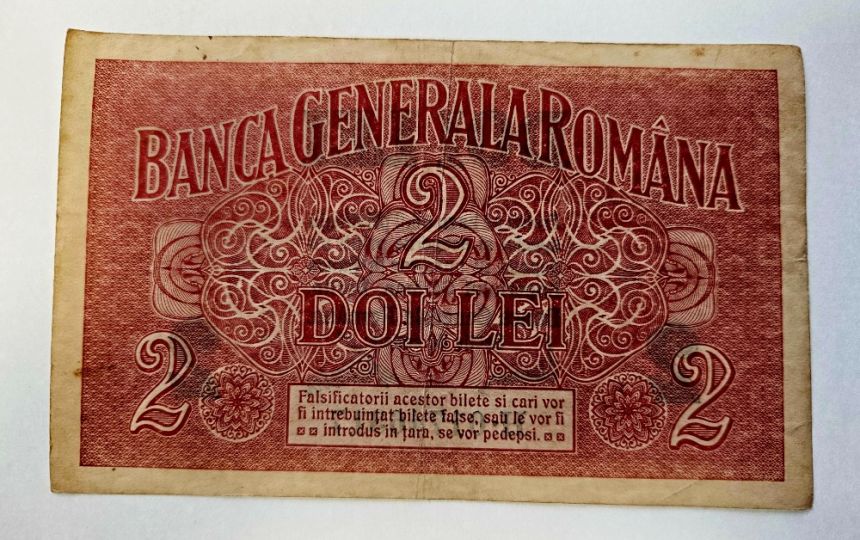 BANCA GENERALA ROMÂNA
2
DOI LEI
2
2
Falsificatorii acestor bilete si cari vor
fi intrebuințat bilete false, sau le vor fi
introdus in țara, se vor pedepsi.